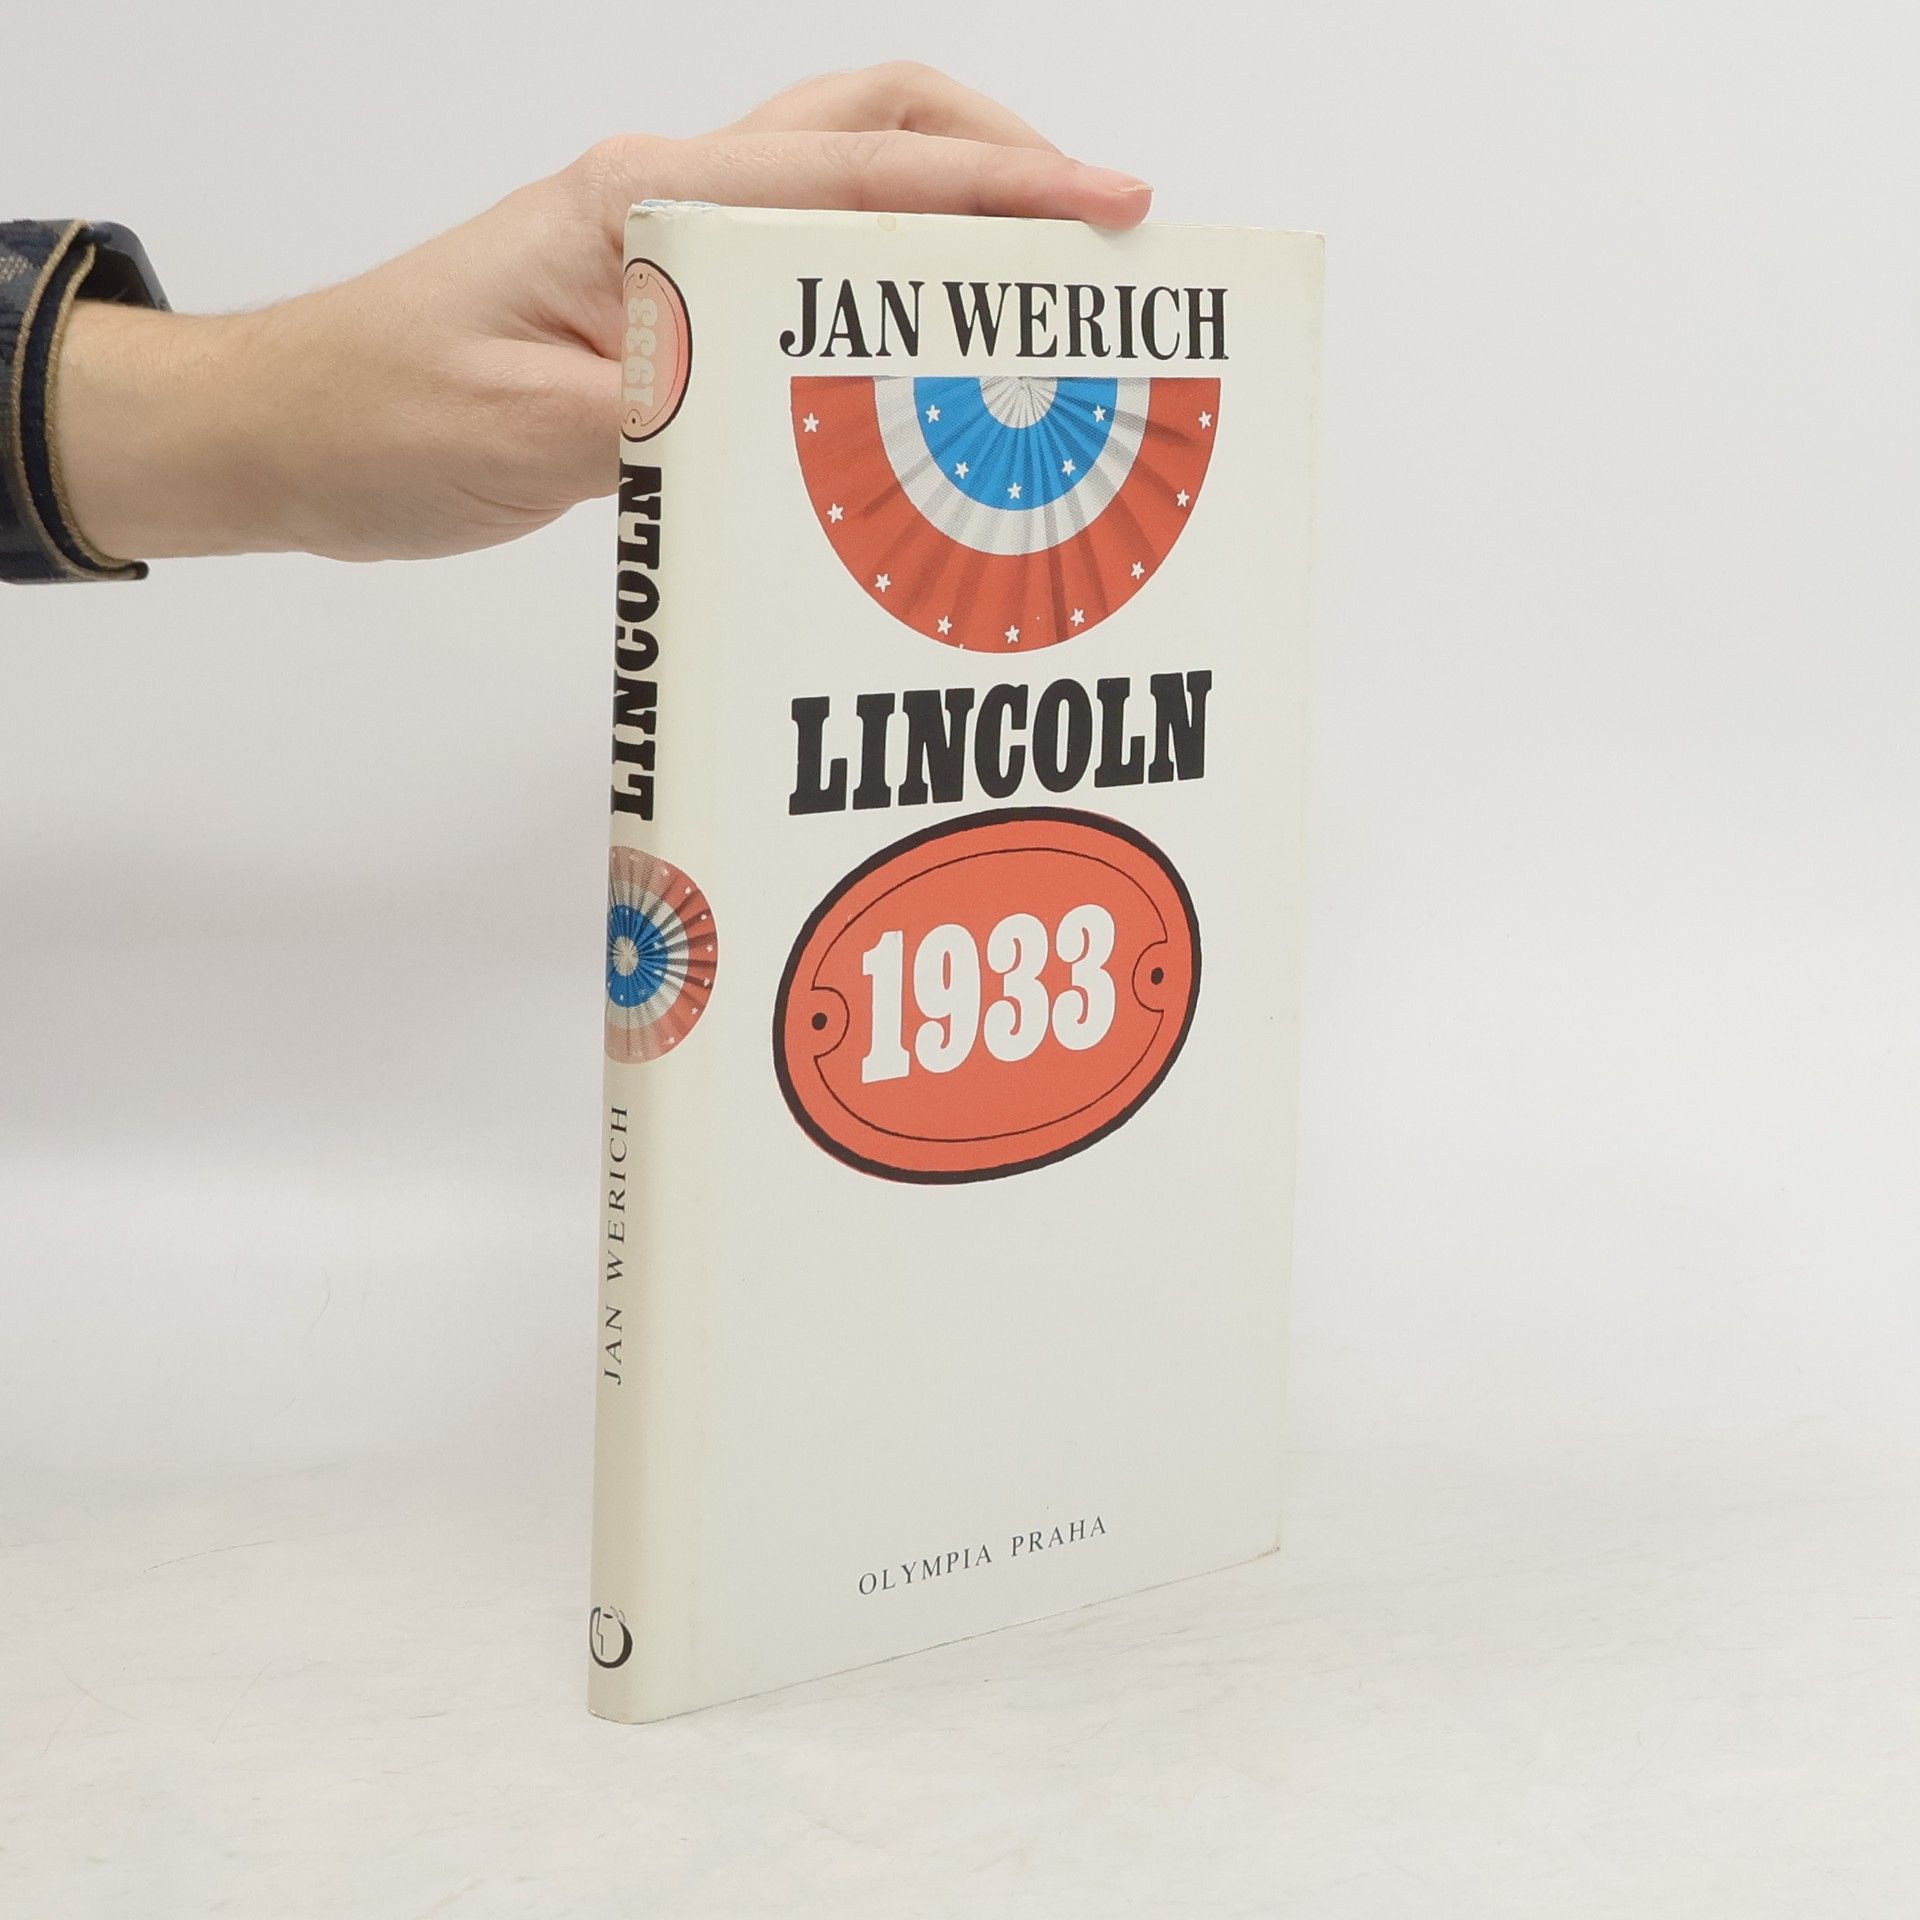 1933
LINCOLN
JAN WERICH
JAN WERICH
LINCOLN
1933
OLYMPIA PRAHA